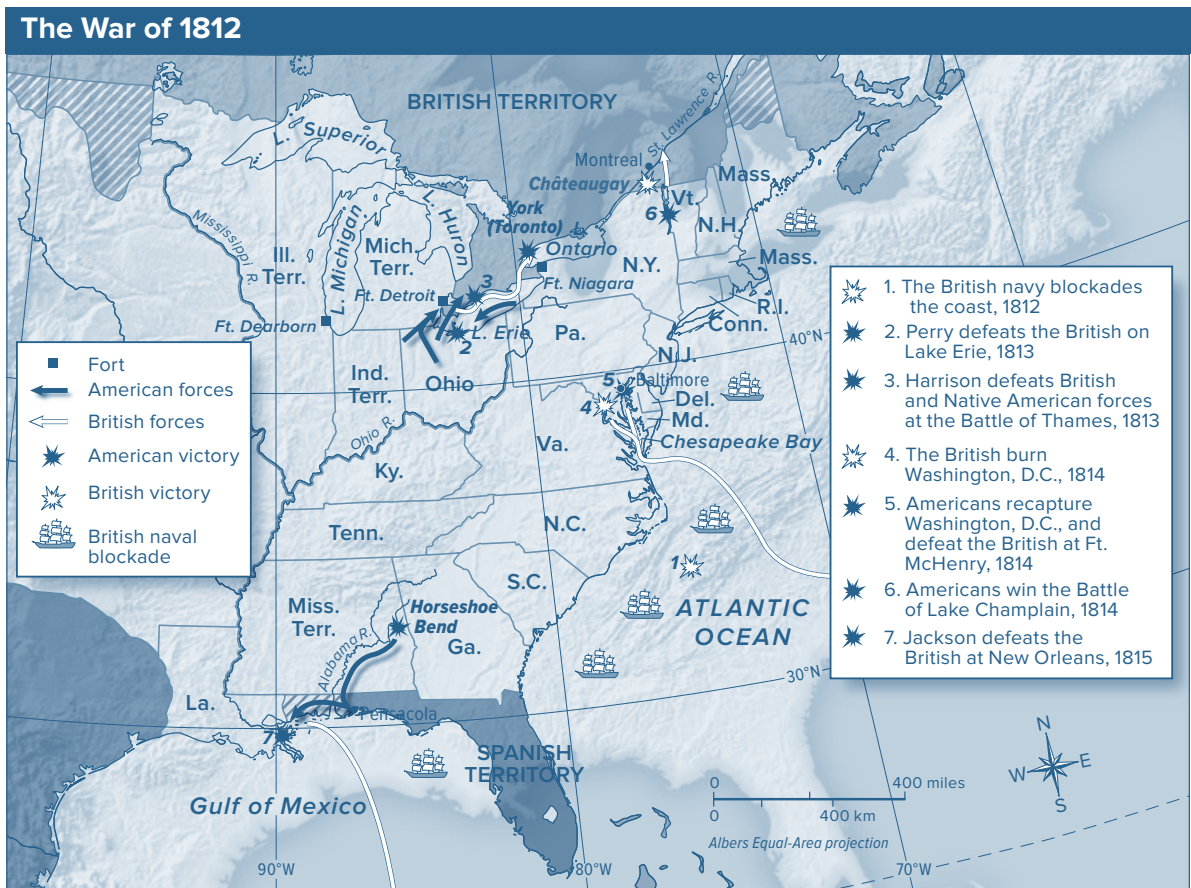 The War of 1812
BRITISH TERRITORY
L. Superior
St. Lawrence R.
Montreal
Châteaugay
Mass.
Vt.
6
N.H.
York
(Toronto)
L. Ontario
L. Huron
L. Michigan
Mississippi R.
Ill.
Terr.
Mich.
Terr.
N.Y.
Mass.
Ft. Niagara
3
Ft. Detroit
R.I.
Conn.
Ft. Dearborn
2
L. Erie
Pa.
40°N
N.J.
Ind.
Terr.
Ohio
5
Baltimore
4
Del.
Md.
Chesapeake Bay
Ohio R.
Va.
Ky.
N.C.
Tenn.
1
S.C.
ATLANTIC
OCEAN
Miss.
Terr.
Horseshoe
Bend
Alabama R.
Ga.
30°N
La.
Pensacola
7
SPANISH
TERRITORY
Gulf of Mexico
90°W
80°W
70°W
Fort
American forces
British forces
American victory
British victory
British naval
blockade
1. The British navy blockades
the coast, 1812
2. Perry defeats the British on
Lake Erie, 1813
3. Harrison defeats British
and Native American forces
at the Battle of Thames, 1813
4. The British burn
Washington, D.C., 1814
5. Americans recapture
Washington, D.C., and
defeat the British at Ft.
McHenry, 1814
6. Americans win the Battle
of Lake Champlain, 1814
7. Jackson defeats the
British at New Orleans, 1815
N
W
E
S
0
400 miles
0
400 km
Albers Equal-Area projection